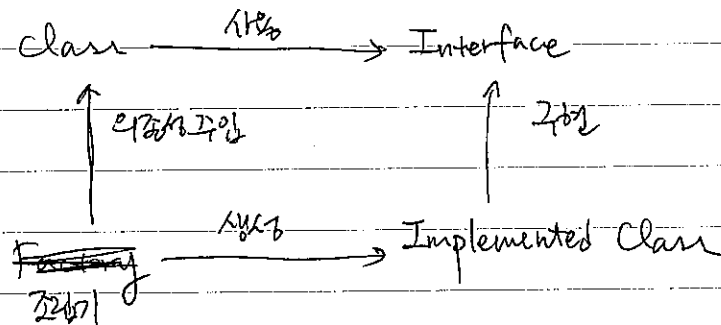 Class 사용 Interface
의존성 주입 구현
Factory 생성 Implemented Class
조립기